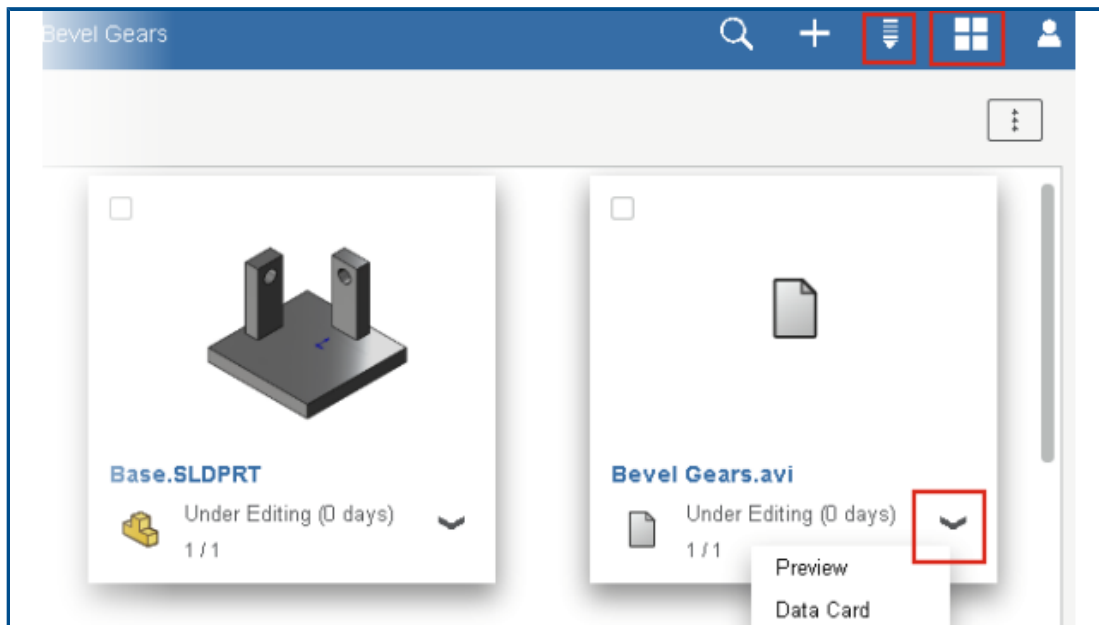 Bevel Gears
Base.SLDPRT
Under Editing (0 days)
1 / 1
Bevel Gears.avi
Under Editing (0 days)
1 / 1
Preview
Data Card